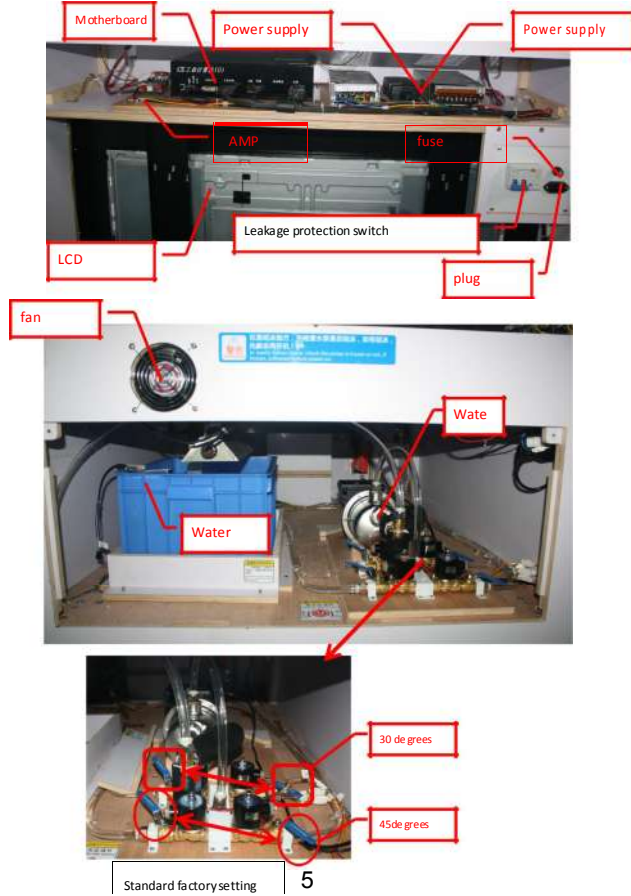 Motherboard
Power supply
Power supply
AMP
fuse
Leakage protection switch
LCD
plug
fan
Wate
Water
30 degrees
45degrees
Standard factory setting
5